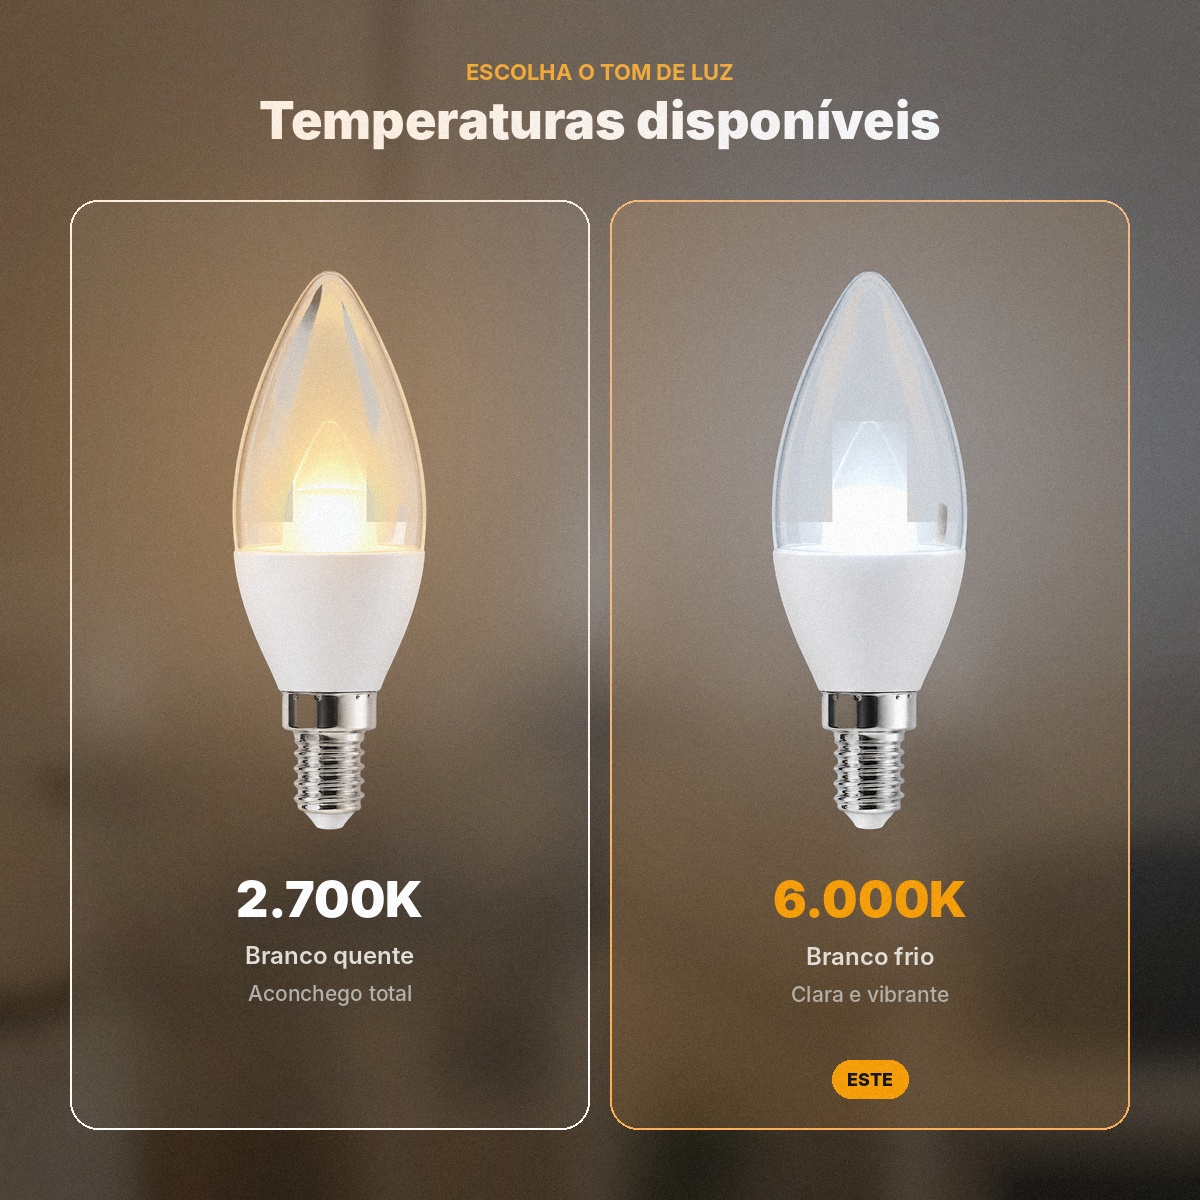 ESCOLHA O TOM DE LUZ
Temperaturas disponíveis
2.700K
Branco quente
Aconchego total
6.000K
Branco frio
Clara e vibrante
ESTE